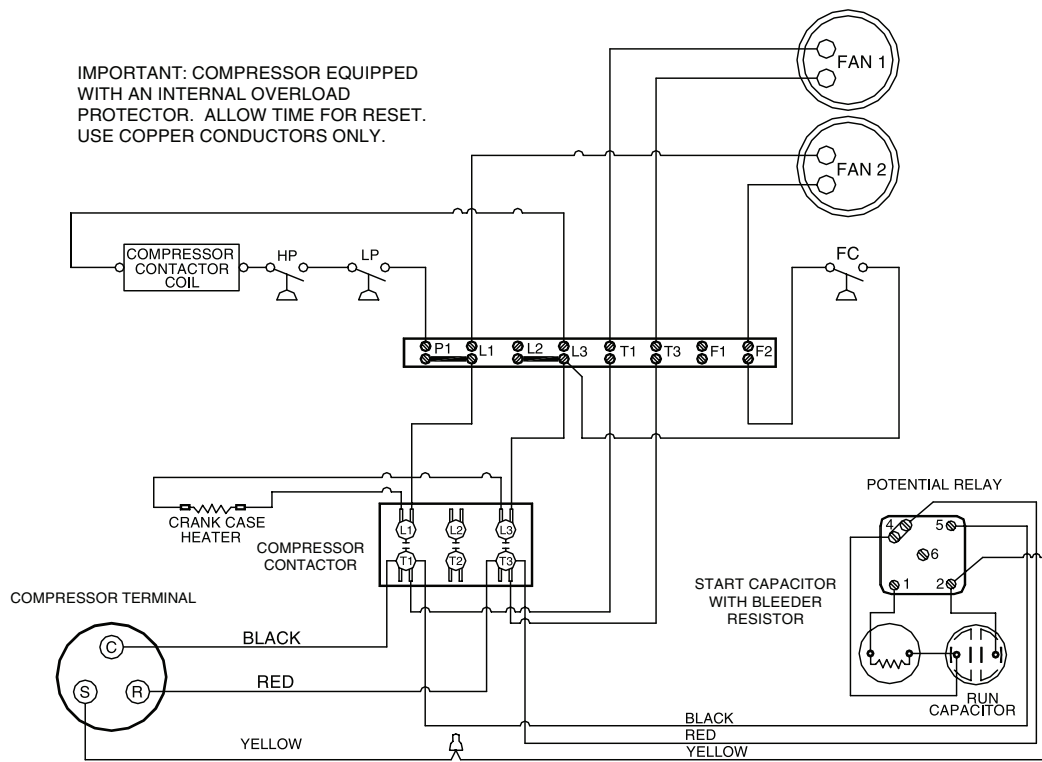 IMPORTANT: COMPRESSOR EQUIPPED
WITH AN INTERNAL OVERLOAD
PROTECTOR. ALLOW TIME FOR RESET.
USE COPPER CONDUCTORS ONLY.
FAN 1
FAN 2
COMPRESSOR
CONTACTOR
COIL
HP
LP
FC
P1
L1
L2
L3
T1
T3
F1
F2
CRANK CASE
HEATER
COMPRESSOR
CONTACTOR
L1
L2
L3
T1
T2
T3
POTENTIAL RELAY
4
5
6
1
2
START CAPACITOR
WITH BLEEDER
RESISTOR
RUN
CAPACITOR
COMPRESSOR TERMINAL
C
S
R
BLACK
RED
YELLOW
BLACK
RED
YELLOW